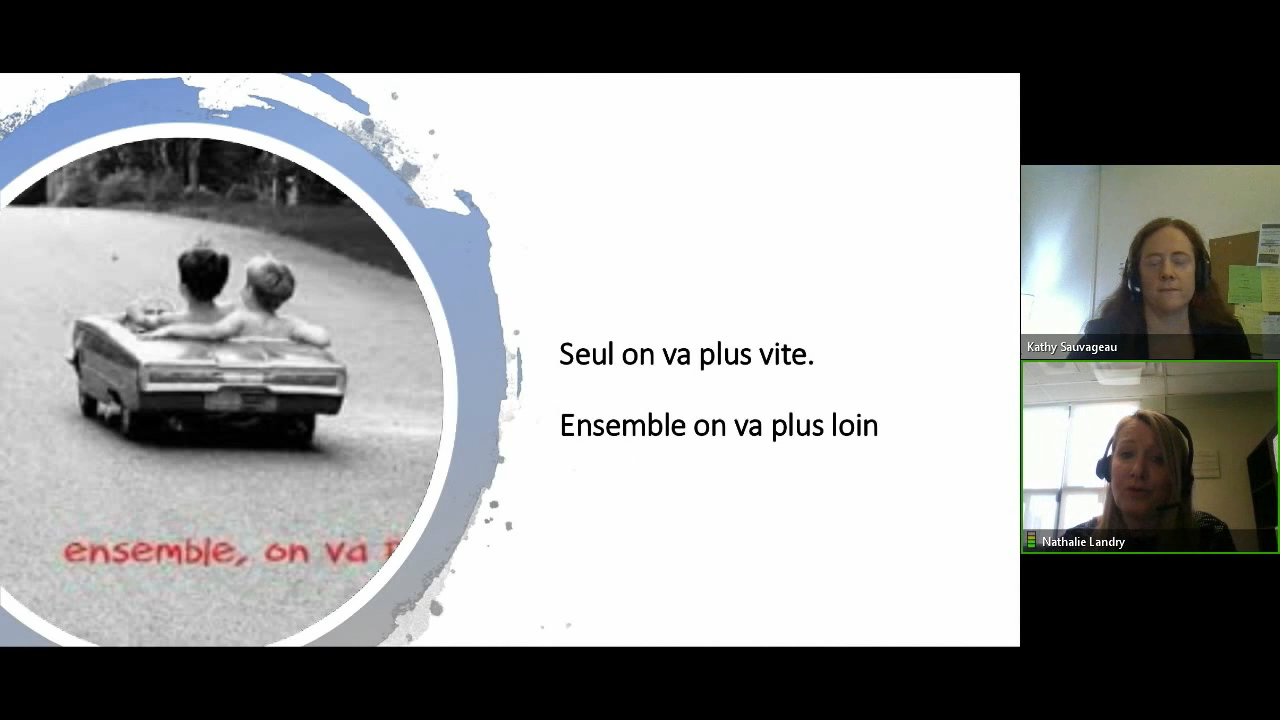 Seul on va plus vite.
Ensemble on va plus loin
ensemble, on va
Kathy Sauvageau
Nathalie Landry